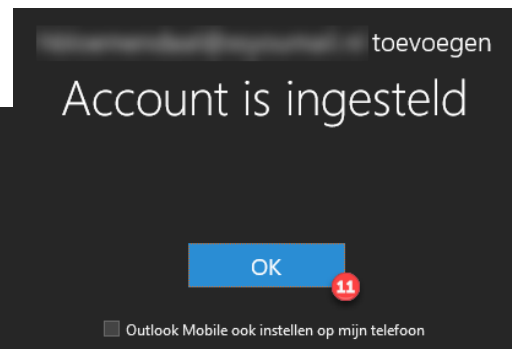 toevoegen
Account is ingesteld
OK
11
Outlook Mobile ook instellen op mijn telefoon